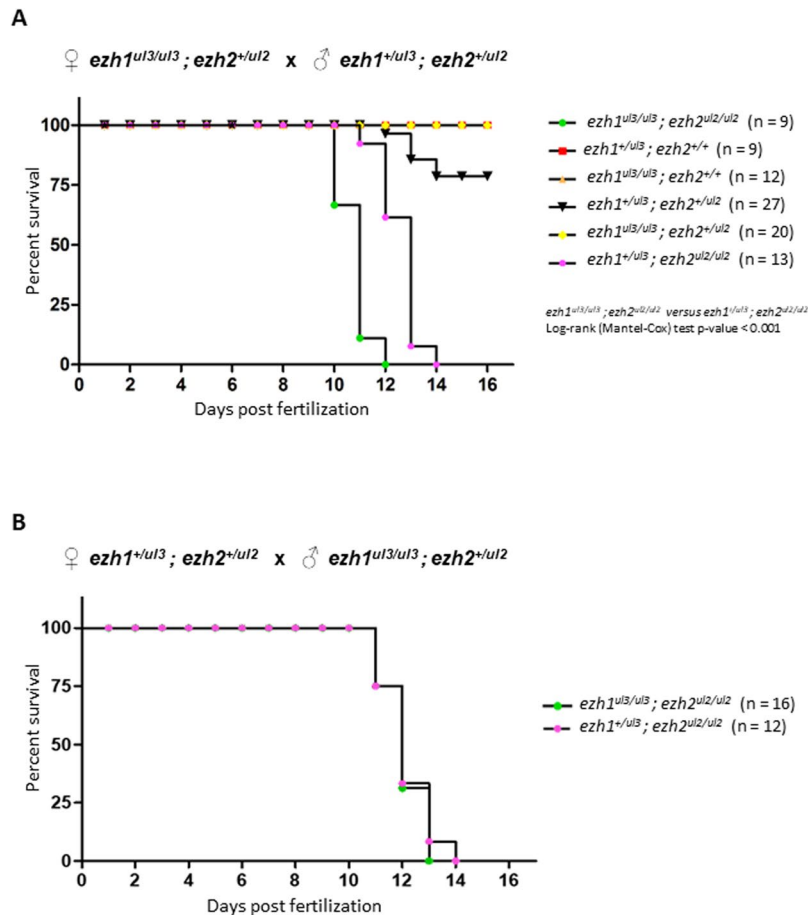 A
♀ ezh1ul3/ul3 ; ezh2+/ul2 x ♂ ezh1+/ul3 ; ezh2+/ul2
100
75
50
25
0
Percent survival
0 2 4 6 8 10 12 14 16
Days post fertilization
ezh1ul3/ul3 ; ezh2ul2/ul2 (n = 9)
ezh1+/ul3 ; ezh2+/+ (n = 9)
ezh1ul3/ul3 ; ezh2+/+ (n = 12)
ezh1+/ul3 ; ezh2+/ul2 (n = 27)
ezh1ul3/ul3 ; ezh2+/ul2 (n = 20)
ezh1+/ul3 ; ezh2ul2/ul2 (n = 13)
ezh1ul3/ul3 ; ezh2ul2/ul2 versus ezh1+/ul3 ; ezh2ul2/ul2
Log-rank (Mantel-Cox) test p-value < 0.001
B
♀ ezh1+/ul3 ; ezh2+/ul2 x ♂ ezh1ul3/ul3 ; ezh2+/ul2
100
75
50
25
0
Percent survival
0 2 4 6 8 10 12 14 16
Days post fertilization
ezh1ul3/ul3 ; ezh2ul2/ul2 (n = 16)
ezh1+/ul3 ; ezh2ul2/ul2 (n = 12)